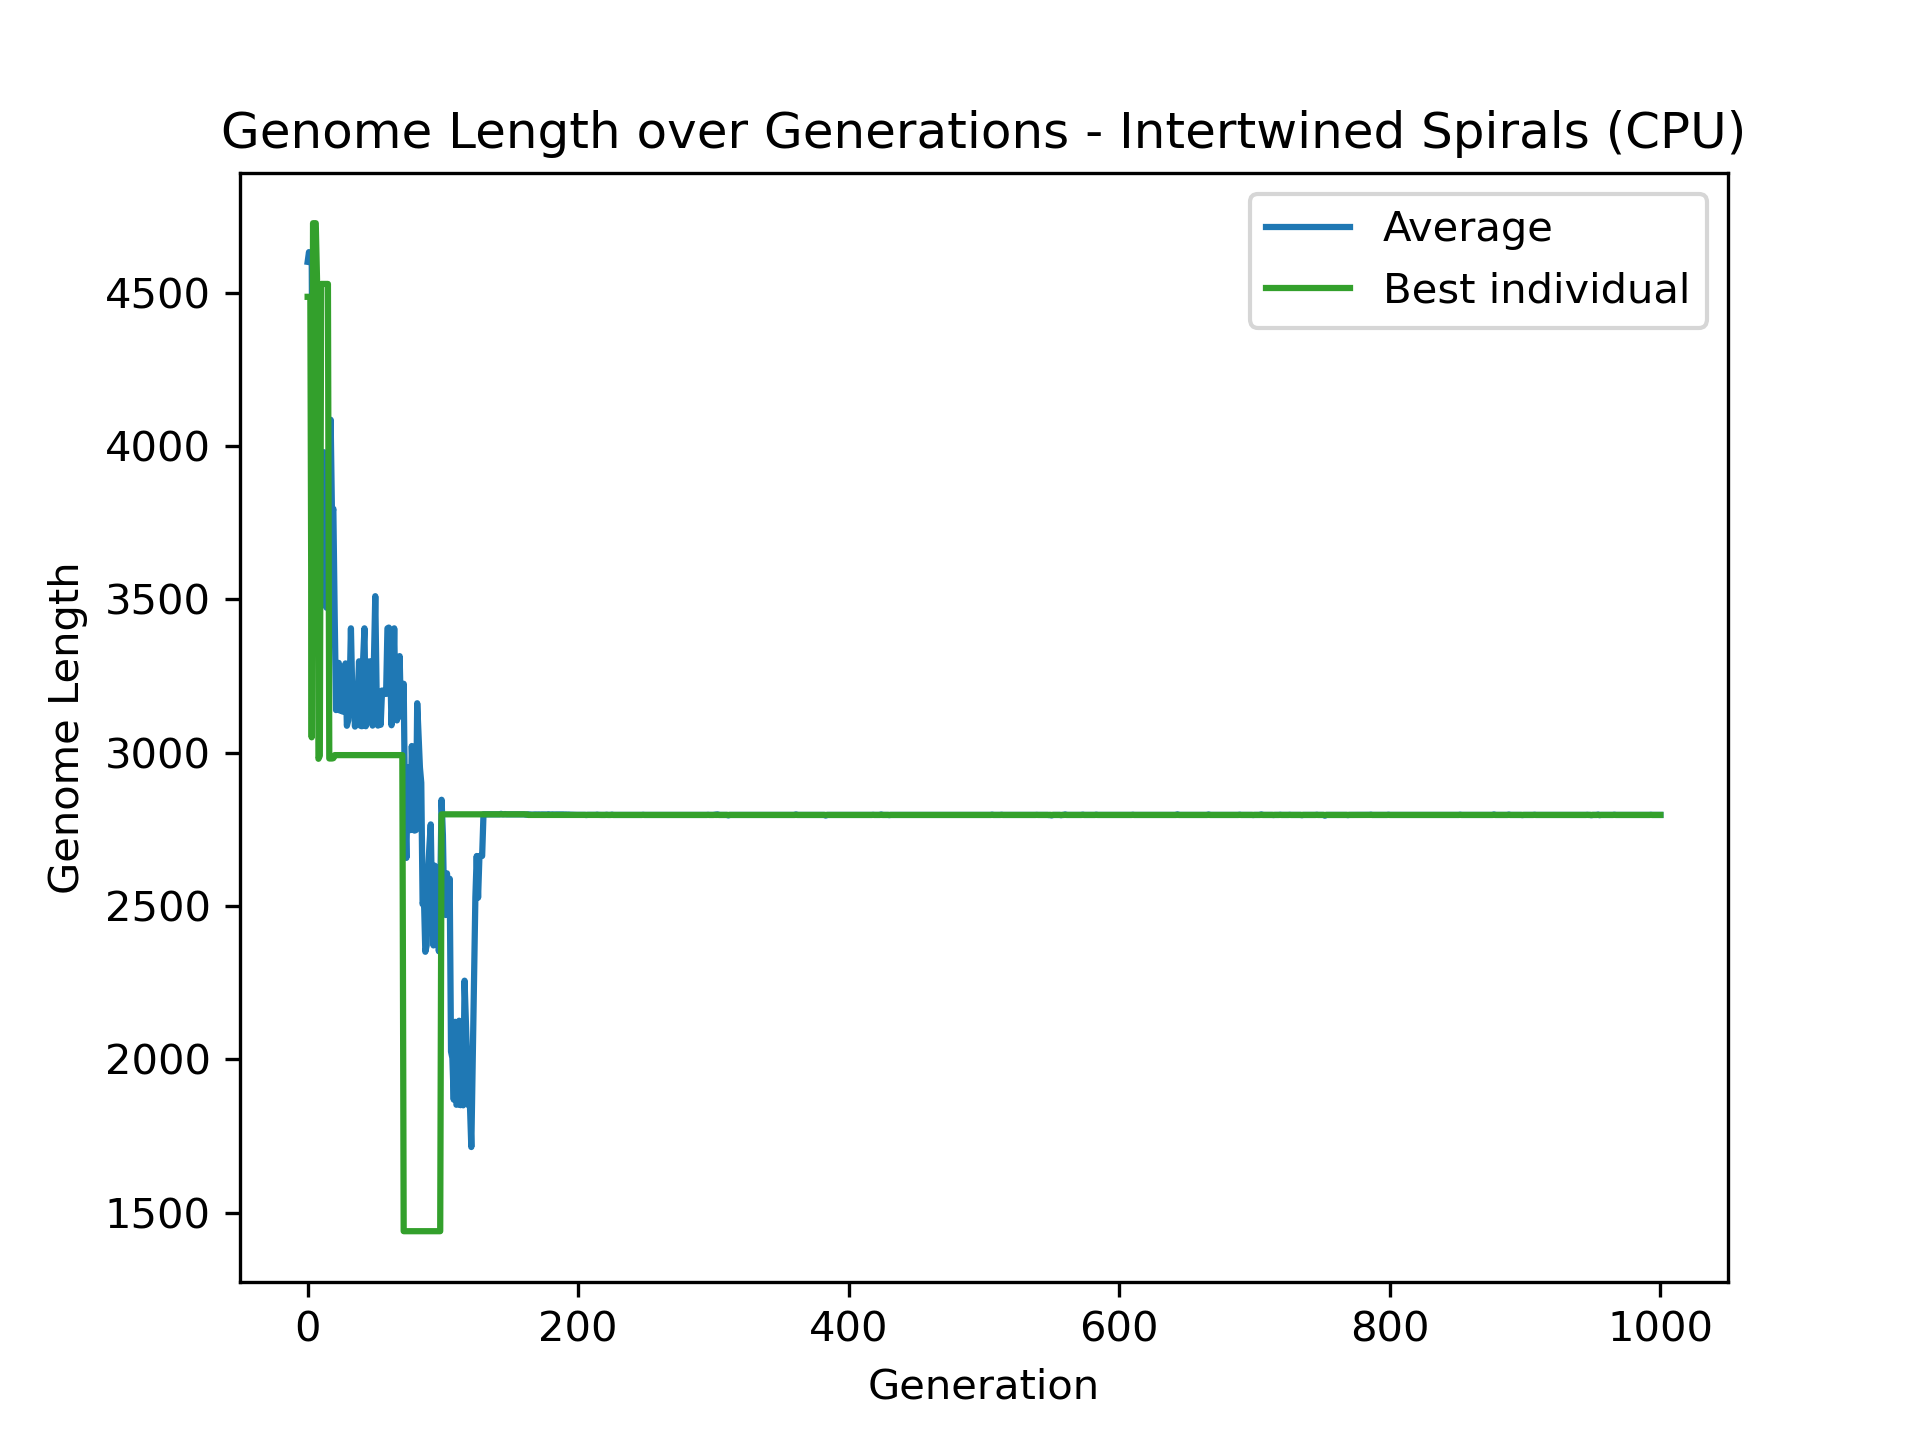 Genome Length over Generations - Intertwined Spirals (CPU)
Average
Best individual
Genome Length
4500
4000
3500
3000
2500
2000
1500
0 200 400 600 800 1000
Generation